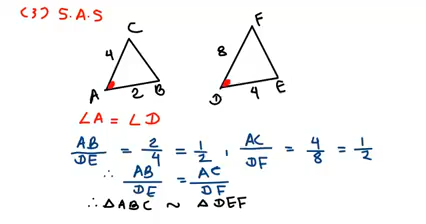 (3) S.A.S
C
F
4
8
A
2
B
D
4
E
∠A = ∠D
AB/DE = 2/4 = 1/2 , AC/DF = 4/8 = 1/2
∴ AB/DE = AC/DF
∴ △ABC ~ △DEF